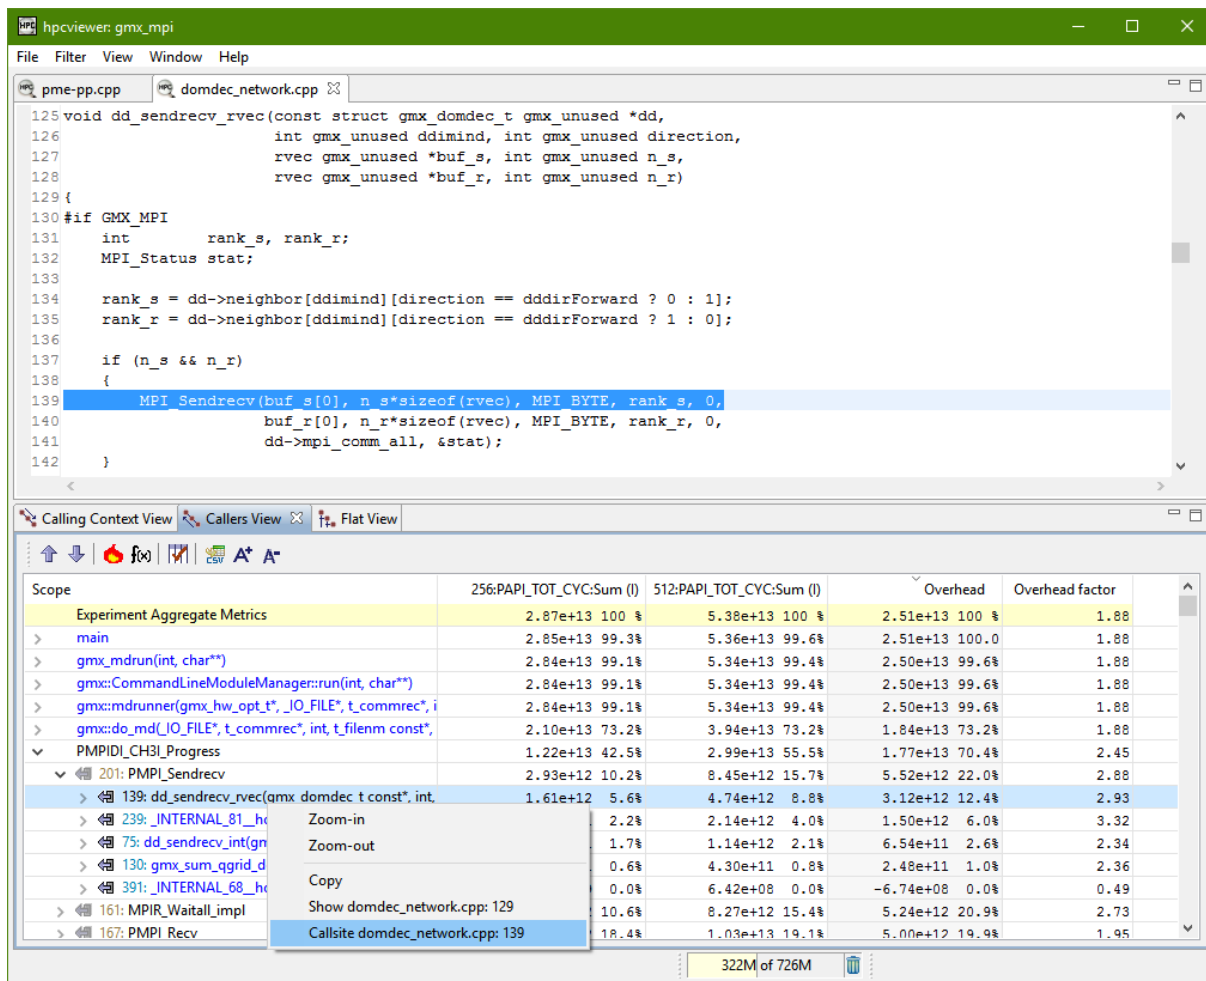 HPC hpcviewer: gmx_mpi
File Filter View Window Help
pme-pp.cpp domdec_network.cpp
125 void dd_sendrecv_rvec(const struct gmx_domdec_t gmx_unused *dd,
126 int gmx_unused ddimind, int gmx_unused direction,
127 rvec gmx_unused *buf_s, int gmx_unused n_s,
128 rvec gmx_unused *buf_r, int gmx_unused n_r)
129 {
130 #if GMX_MPI
131 int rank_s, rank_r;
132 MPI_Status stat;
133
134 rank_s = dd->neighbor[ddimind][direction == dddirForward ? 0 : 1];
135 rank_r = dd->neighbor[ddimind][direction == dddirForward ? 1 : 0];
136
137 if (n_s && n_r)
138 {
139 MPI_Sendrecv(buf_s[0], n_s*sizeof(rvec), MPI_BYTE, rank_s, 0,
140 buf_r[0], n_r*sizeof(rvec), MPI_BYTE, rank_r, 0,
141 dd->mpi_comm_all, &stat);
142 }
Calling Context View Callers View Flat View
f(x) CSV A+ A-
Scope 256:PAPI_TOT_CYC:Sum (I) 512:PAPI_TOT_CYC:Sum (I) Overhead Overhead factor
Experiment Aggregate Metrics 2.87e+13 100 % 5.38e+13 100 % 2.51e+13 100 % 1.88
main 2.85e+13 99.3% 5.36e+13 99.6% 2.51e+13 100.0 1.88
gmx_mdrun(int, char**) 2.84e+13 99.1% 5.34e+13 99.4% 2.50e+13 99.6% 1.88
gmx::CommandLineModuleManager::run(int, char**) 2.84e+13 99.1% 5.34e+13 99.4% 2.50e+13 99.6% 1.88
gmx::mdrunner(gmx_hw_opt_t*, _IO_FILE*, t_commrec*, i 2.84e+13 99.1% 5.34e+13 99.4% 2.50e+13 99.6% 1.88
gmx::do_md(_IO_FILE*, t_commrec*, int, t_filenm const*, 2.10e+13 73.2% 3.94e+13 73.2% 1.84e+13 73.2% 1.88
PMPIDI_CH3I_Progress 1.22e+13 42.5% 2.99e+13 55.5% 1.77e+13 70.4% 2.45
201: PMPI_Sendrecv 2.93e+12 10.2% 8.45e+12 15.7% 5.52e+12 22.0% 2.88
139: dd_sendrecv_rvec(gmx_domdec_t const*, int, 1.61e+12 5.6% 4.74e+12 8.8% 3.12e+12 12.4% 2.93
239: _INTERNAL_81__ho 2.2% 2.14e+12 4.0% 1.50e+12 6.0% 3.32
75: dd_sendrecv_int(gm 1.7% 1.14e+12 2.1% 6.54e+11 2.6% 2.34
130: gmx_sum_qgrid_d 0.6% 4.30e+11 0.8% 2.48e+11 1.0% 2.36
391: _INTERNAL_68__ho 0.0% 6.42e+08 0.0% -6.74e+08 0.0% 0.49
161: MPIR_Waitall_impl 10.6% 8.27e+12 15.4% 5.24e+12 20.9% 2.73
167: PMPI_Recv 18.4% 1.03e+13 19.1% 5.00e+12 19.9% 1.95
Zoom-in
Zoom-out
Copy
Show domdec_network.cpp: 129
Callsite domdec_network.cpp: 139
322M of 726M